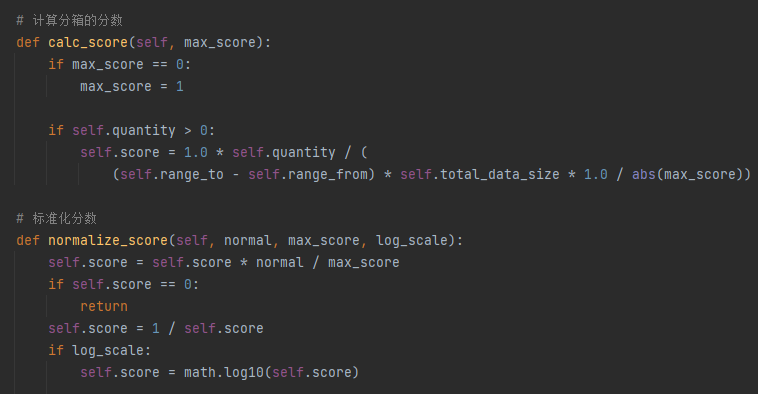 # 计算分箱的分数
def calc_score(self, max_score):
    if max_score == 0:
        max_score = 1

    if self.quantity > 0:
        self.score = 1.0 * self.quantity / (
            (self.range_to - self.range_from) * self.total_data_size * 1.0 / abs(max_score))

# 标准化分数
def normalize_score(self, normal, max_score, log_scale):
    self.score = self.score * normal / max_score
    if self.score == 0:
        return
    self.score = 1 / self.score
    if log_scale:
        self.score = math.log10(self.score)